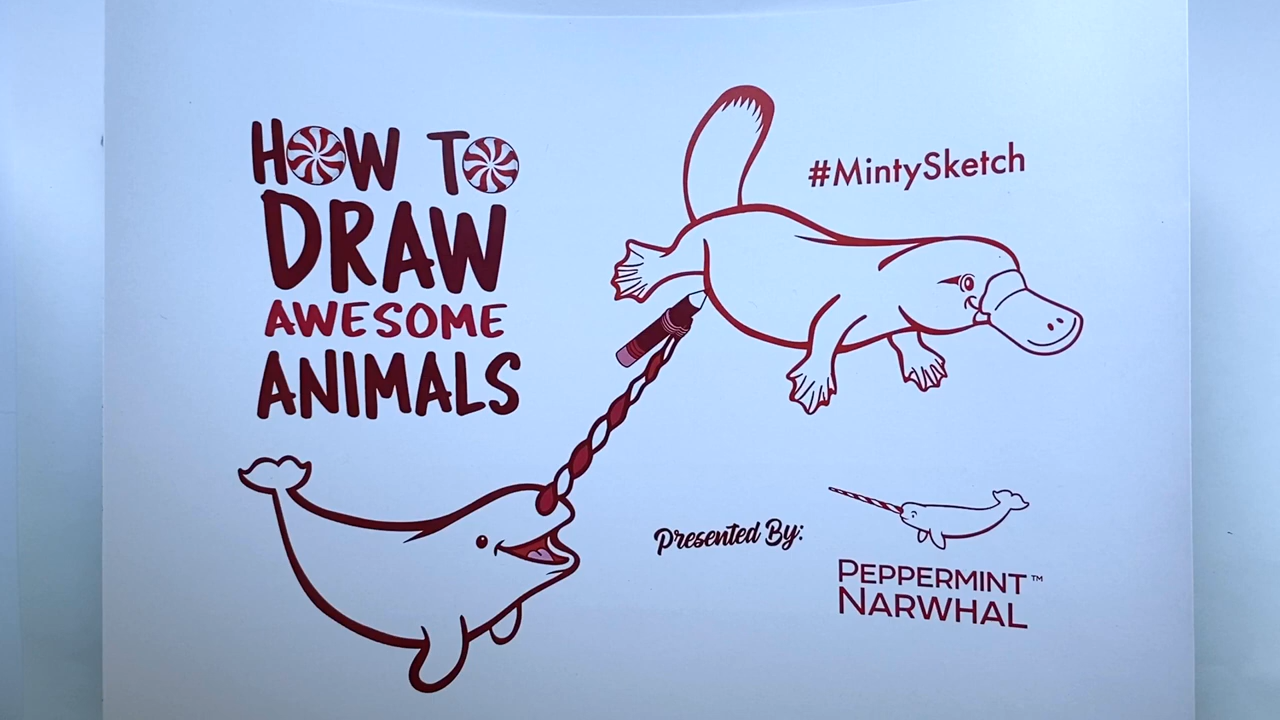 HOW TO
DRAW
AWESOME
ANIMALS
#MintySketch
Presented By:
PEPPERMINT™
NARWHAL